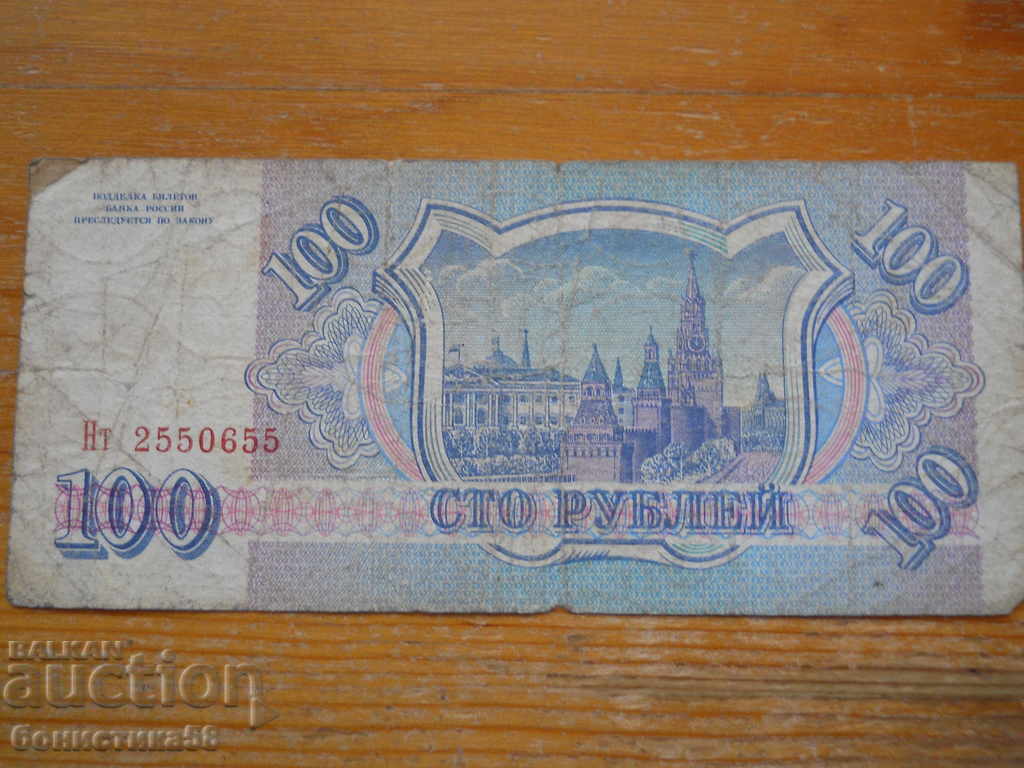 ПОДДЕЛКА БИЛЕТОВ
БАНКА РОССИИ
ПРЕСЛЕДУЕТСЯ ПО ЗАКОНУ
100
100
Нт 2550655
100
СТО РУБЛЕЙ
100
BALKAN
auction
бонистика58